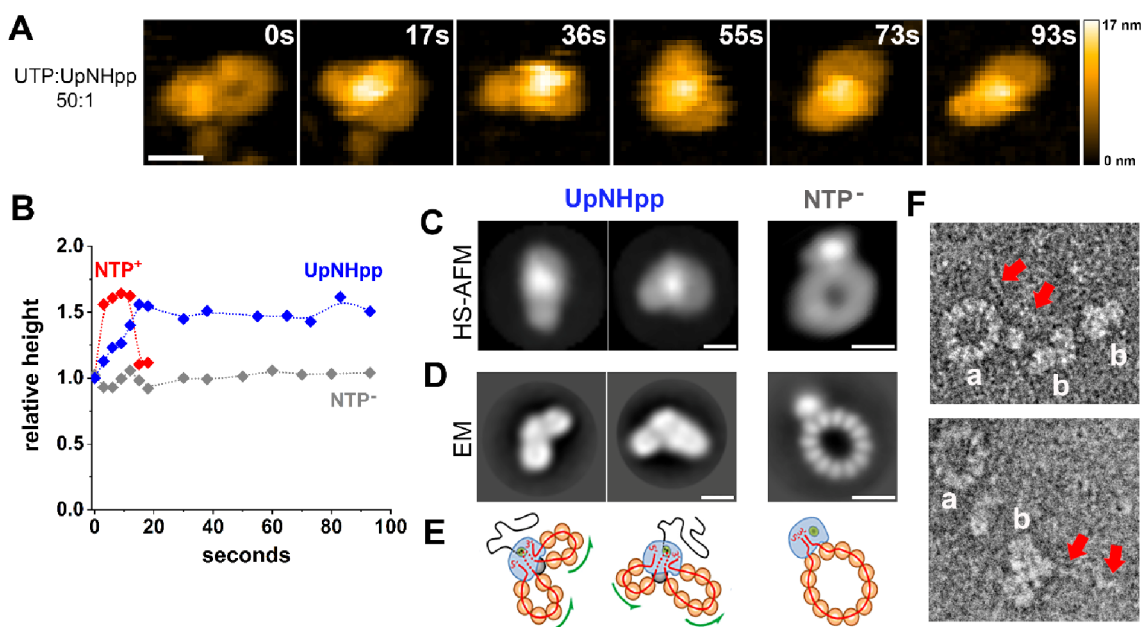 A
UTP:UpNHpp
50:1
0s
17s
36s
55s
73s
93s
17 nm
0 nm
B
relative height
2.0
1.5
1.0
0.5
0.0
NTP+
UpNHpp
NTP-
0
20
40
60
80
100
seconds
UpNHpp
NTP-
C
HS-AFM
D
EM
E
F
a
b
b
a
b